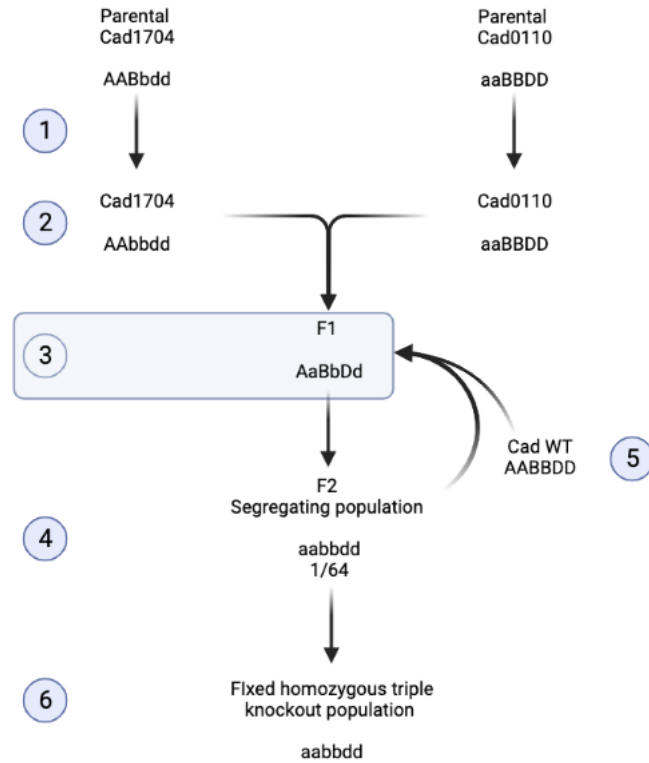 Parental
Cad1704
AABbdd
Parental
Cad0110
aaBBDD
1
2
Cad1704
AAbbdd
Cad0110
aaBBDD
3
F1
AaBbDd
Cad WT
AABBDD
5
4
F2
Segregating population
aabbdd
1/64
6
FIxed homozygous triple
knockout population
aabbdd